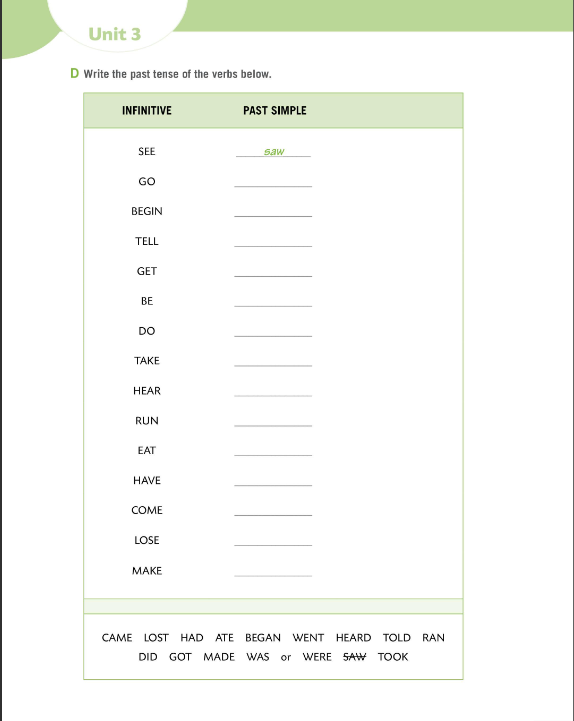 Unit 3
D Write the past tense of the verbs below.
INFINITIVE PAST SIMPLE
SEE saw
GO
BEGIN
TELL
GET
BE
DO
TAKE
HEAR
RUN
EAT
HAVE
COME
LOSE
MAKE
CAME LOST HAD ATE BEGAN WENT HEARD TOLD RAN
DID GOT MADE WAS or WERE SAW TOOK